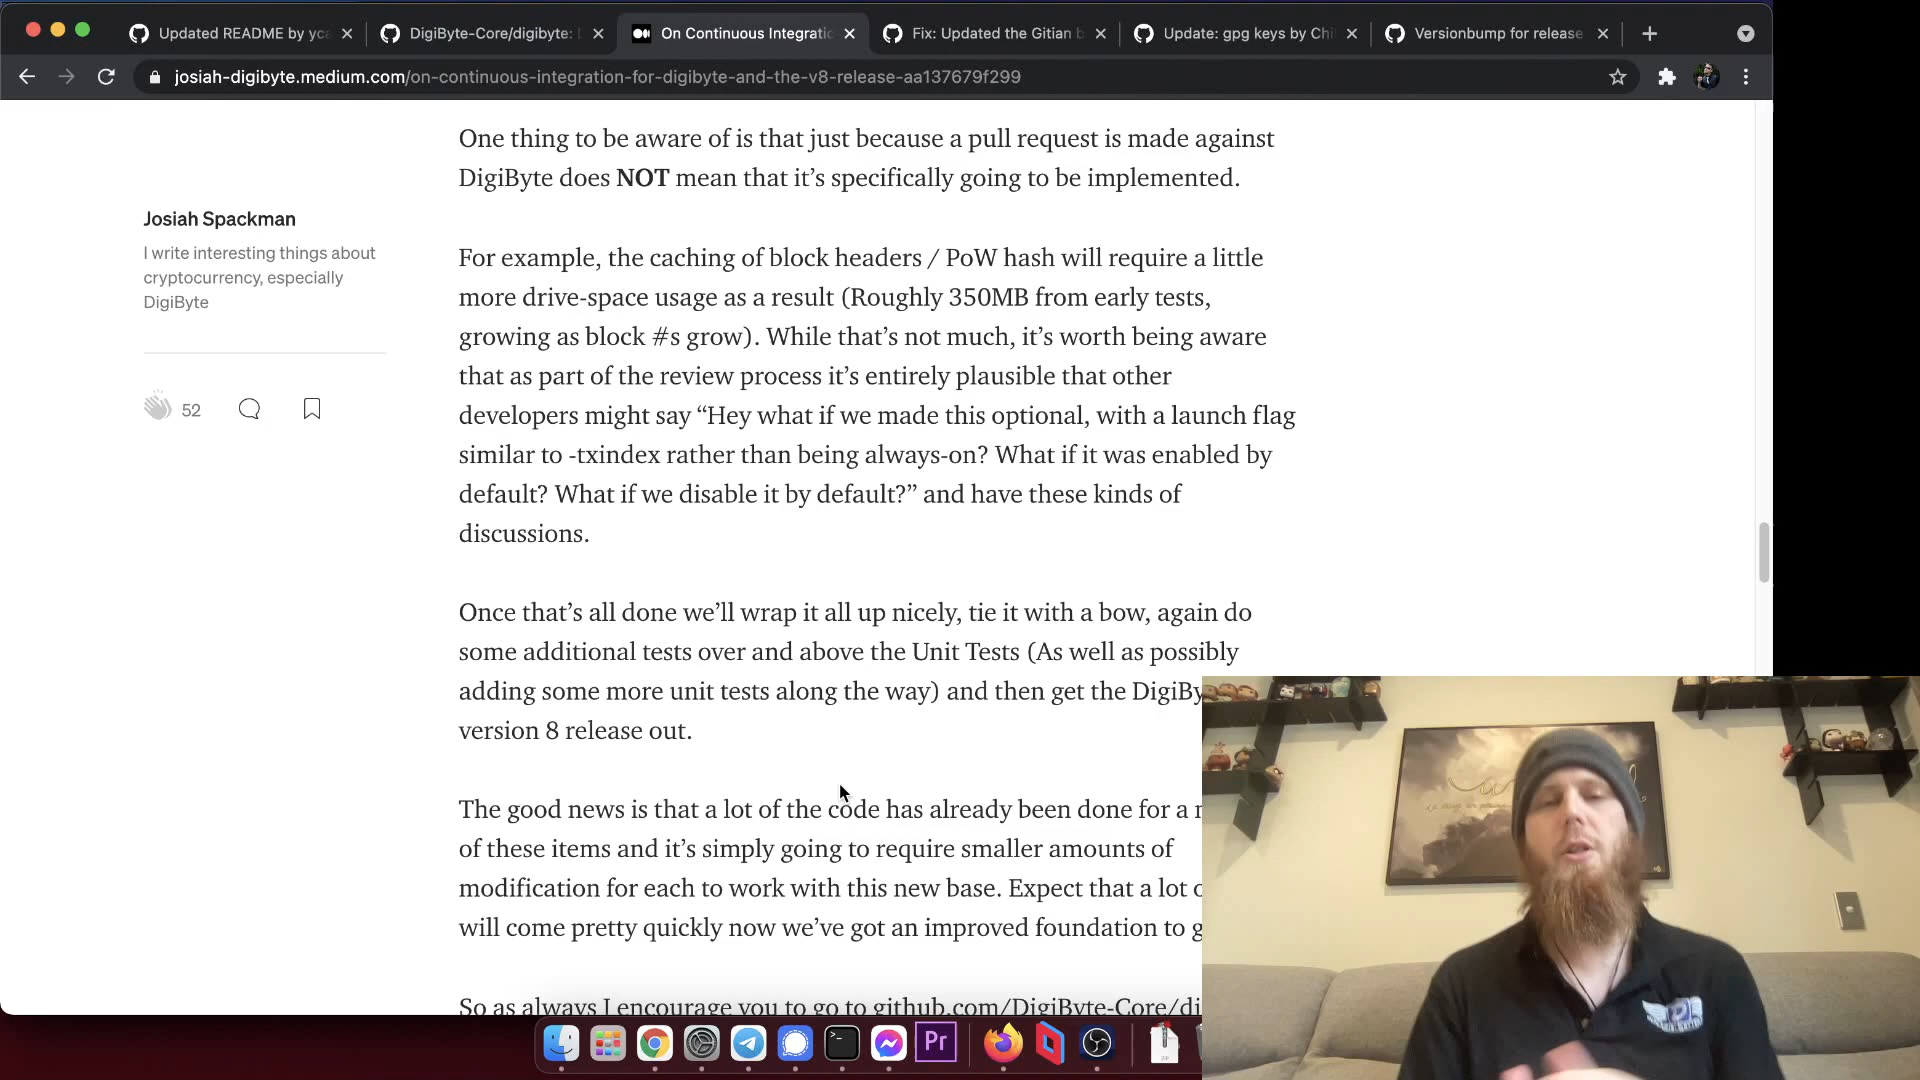 Updated README by yca
DigiByte-Core/digibyte:
On Continuous Integrati
Fix: Updated the Gitian b
Update: gpg keys by Ch
Versionbump for release
josiah-digibyte.medium.com/on-continuous-integration-for-digibyte-and-the-v8-release-aa137679f299
One thing to be aware of is that just because a pull request is made against
DigiByte does NOT mean that it’s specifically going to be implemented.
Josiah Spackman
I write interesting things about
cryptocurrency, especially
DigiByte
52
For example, the caching of block headers / PoW hash will require a little
more drive-space usage as a result (Roughly 350MB from early tests,
growing as block #s grow). While that’s not much, it’s worth being aware
that as part of the review process it’s entirely plausible that other
developers might say “Hey what if we made this optional, with a launch flag
similar to -txindex rather than being always-on? What if it was enabled by
default? What if we disable it by default?” and have these kinds of
discussions.
Once that’s all done we’ll wrap it all up nicely, tie it with a bow, again do
some additional tests over and above the Unit Tests (As well as possibly
adding some more unit tests along the way) and then get the DigiBy
version 8 release out.
The good news is that a lot of the code has already been done for a
of these items and it’s simply going to require smaller amounts of
modification for each to work with this new base. Expect that a lot
will come pretty quickly now we’ve got an improved foundation to
So as always I encourage you to go to github.com/DigiByte-Core/di
Pr